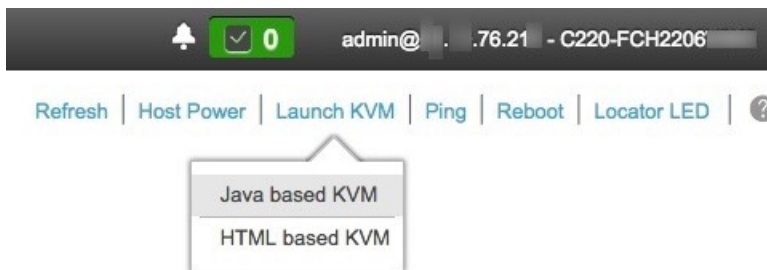 0 admin@ . .76.21 - C220-FCH2206
Refresh | Host Power | Launch KVM | Ping | Reboot | Locator LED | ?
Java based KVM
HTML based KVM